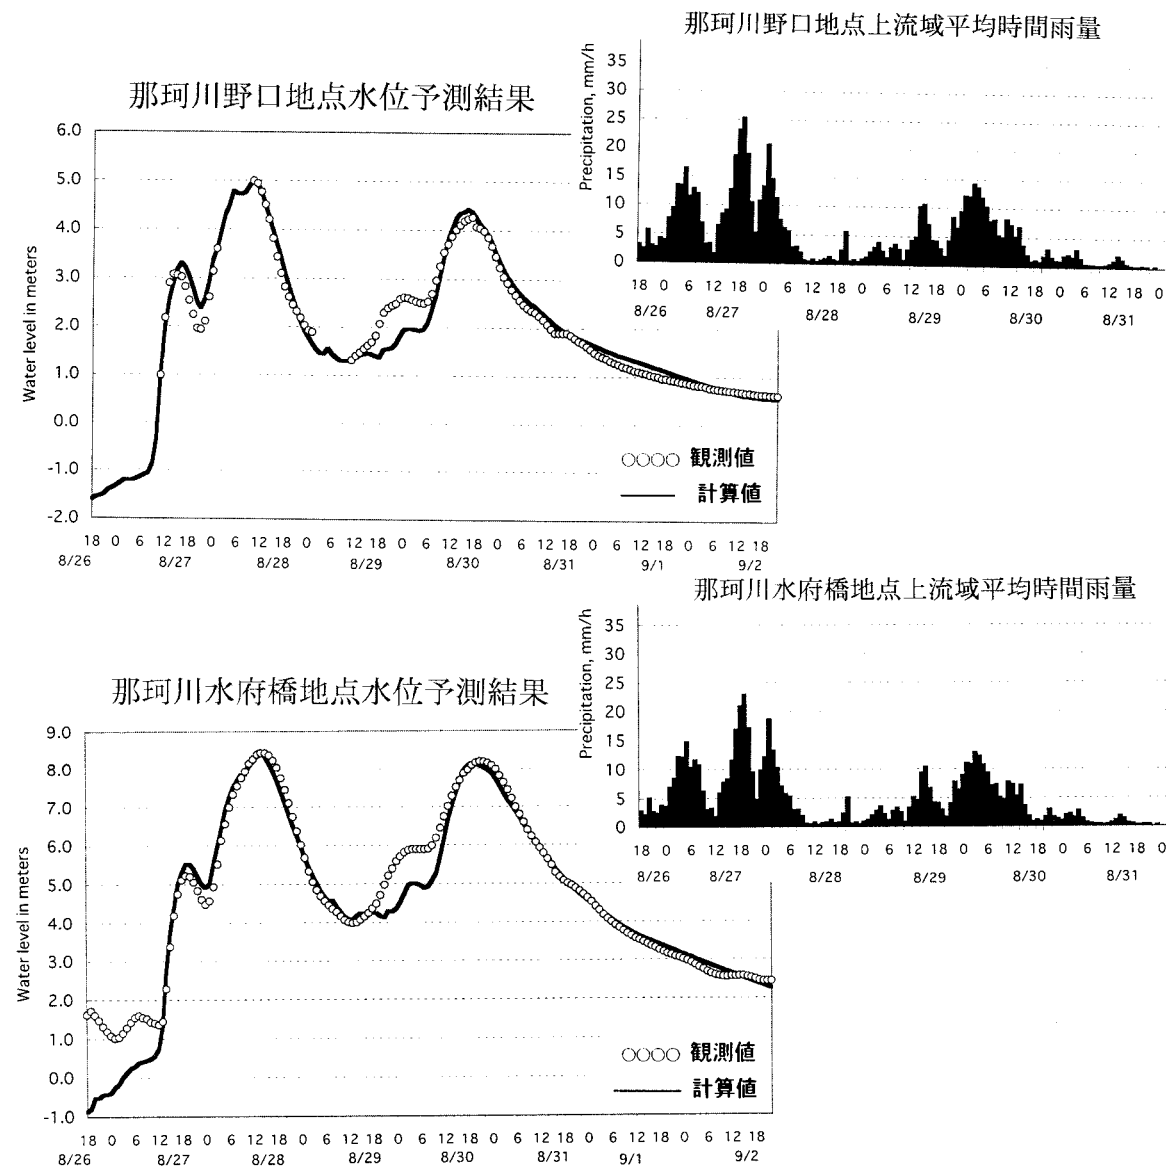 那珂川野口地点上流域平均時間雨量
Precipitation, mm/h
35
30
25
20
15
10
5
0
18 0 6 12 18 0 6 12 18 0 6 12 18 0 6 12 18 0 6 12 18 0
8/26 8/27 8/28 8/29 8/30 8/31
那珂川野口地点水位予測結果
Water level in meters
6.0
5.0
4.0
3.0
2.0
1.0
0.0
-1.0
-2.0
○○○○ 観測値
計算値
18 0 6 12 18 0 6 12 18 0 6 12 18 0 6 12 18 0 6 12 18 0 6 12 18 0 6 12 18
8/26 8/27 8/28 8/29 8/30 8/31 9/1 9/2
那珂川水府橋地点上流域平均時間雨量
Precipitation, mm/h
35
30
25
20
15
10
5
0
18 0 6 12 18 0 6 12 18 0 6 12 18 0 6 12 18 0 6 12 18 0
8/26 8/27 8/28 8/29 8/30 8/31
那珂川水府橋地点水位予測結果
Water level in meters
9.0
8.0
7.0
6.0
5.0
4.0
3.0
2.0
1.0
0.0
-1.0
○○○○ 観測値
計算値
18 0 6 12 18 0 6 12 18 0 6 12 18 0 6 12 18 0 6 12 18 0 6 12 18 0 6 12 18
8/26 8/27 8/28 8/29 8/30 8/31 9/1 9/2